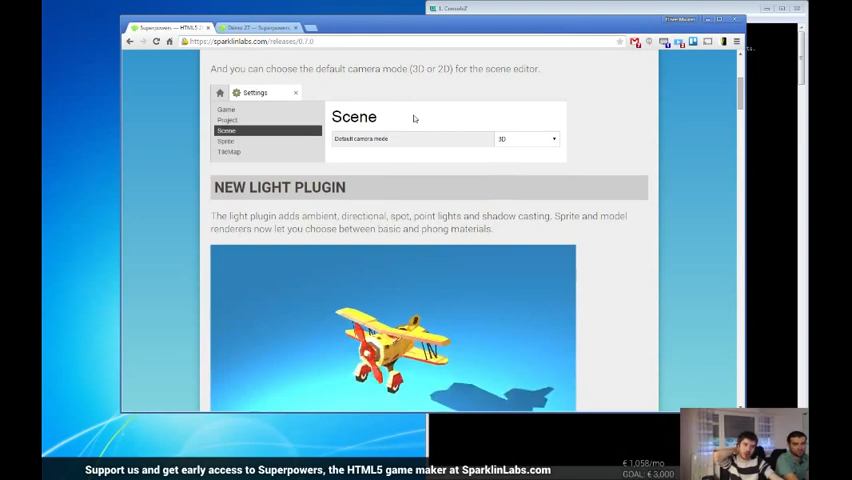 1. ConsoleZ
Superpowers — HTML5 2
Demo 27 — Superpowers
https://sparklinlabs.com/releases/0.7.0
And you can choose the default camera mode (3D or 2D) for the scene editor.
Settings
Game
Project
Scene
Sprite
TileMap
Scene
Default camera mode
3D
NEW LIGHT PLUGIN
The light plugin adds ambient, directional, spot, point lights and shadow casting. Sprite and model
renderers now let you choose between basic and phong materials.
Support us and get early access to Superpowers, the HTML5 game maker at SparklinLabs.com
€ 1,058/mo
GOAL: € 3,000